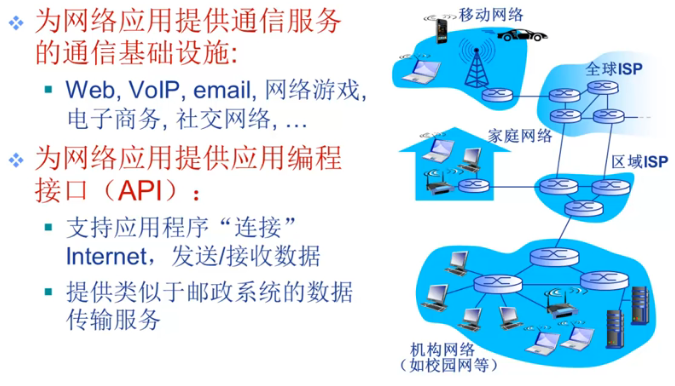 为网络应用提供通信服务
的通信基础设施:
Web, VoIP, email, 网络游戏,
电子商务, 社交网络, …
为网络应用提供应用编程
接口（API）：
支持应用程序“连接”
Internet，发送/接收数据
提供类似于邮政系统的数据
传输服务
移动网络
全球ISP
家庭网络
区域ISP
机构网络
（如校园网等）